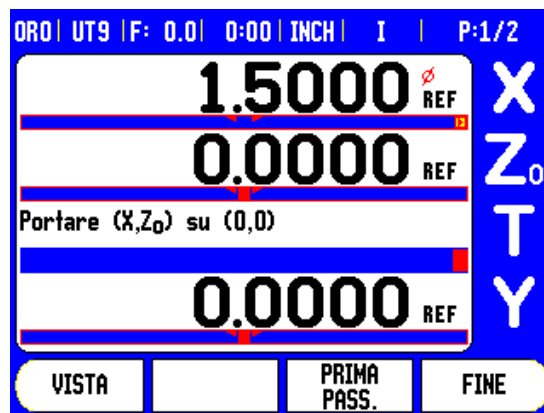 ORO| UT9 |F: 0.0| 0:00|INCH| I | P:1/2
1.5000 Ø REF X
0.0000 REF Z0
Portare (X,Z0) su (0,0)
T
0.0000 REF Y
VISTA PRIMA PASS. FINE